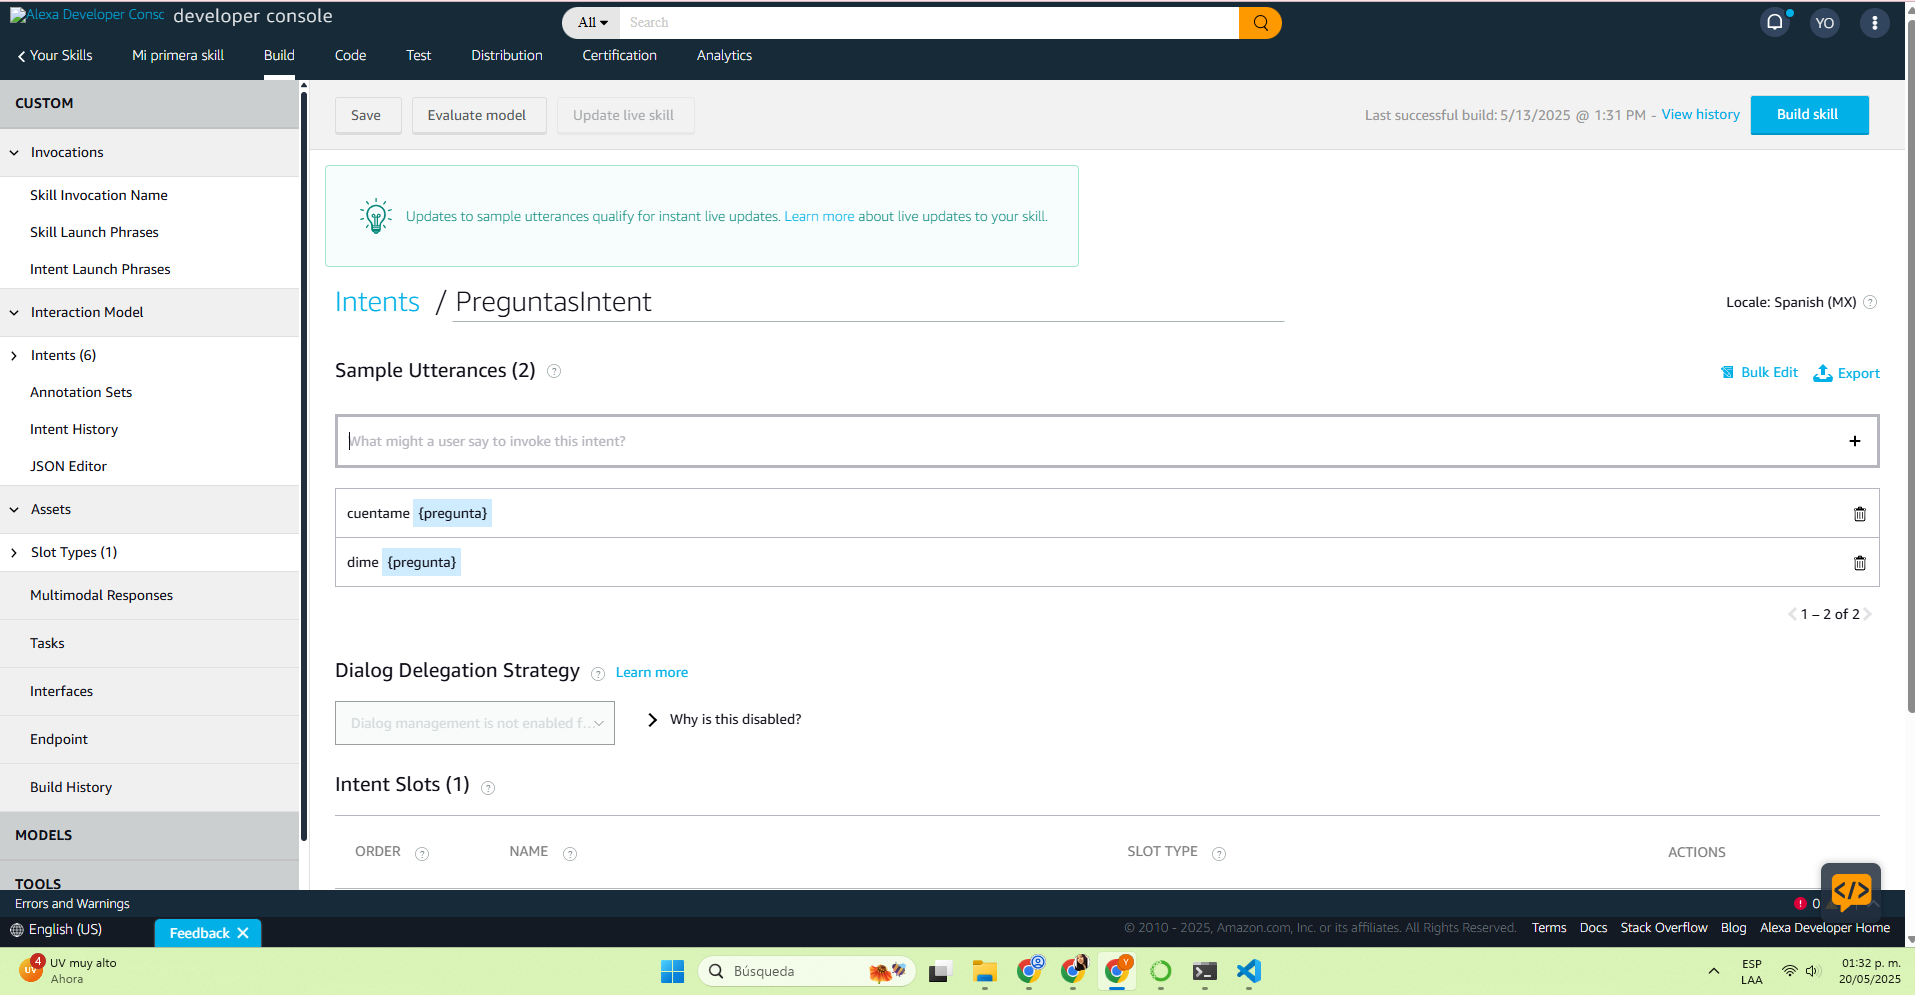 Alexa Developer Consc developer console
All Search
YO
Your Skills Mi primera skill Build Code Test Distribution Certification Analytics
CUSTOM
Invocations
Skill Invocation Name
Skill Launch Phrases
Intent Launch Phrases
Interaction Model
Intents (6)
Annotation Sets
Intent History
JSON Editor
Assets
Slot Types (1)
Multimodal Responses
Tasks
Interfaces
Endpoint
Build History
MODELS
TOOLS
Save Evaluate model Update live skill Last successful build: 5/13/2025 @ 1:31 PM - View history Build skill
Updates to sample utterances qualify for instant live updates. Learn more about live updates to your skill.
Intents / PreguntasIntent Locale: Spanish (MX) ?
Sample Utterances (2) ? Bulk Edit Export
What might a user say to invoke this intent? +
cuentame {pregunta}
dime {pregunta}
1 – 2 of 2
Dialog Delegation Strategy ? Learn more
Dialog management is not enabled f... Why is this disabled?
Intent Slots (1) ?
ORDER ? NAME ? SLOT TYPE ? ACTIONS
Errors and Warnings ! 0
English (US) Feedback X © 2010 - 2025, Amazon.com, Inc. or its affiliates. All Rights Reserved. Terms Docs Stack Overflow Blog Alexa Developer Home
UV 4 UV muy alto
Ahora
Búsqueda
Y
ESP
LAA
01:32 p. m.
20/05/2025